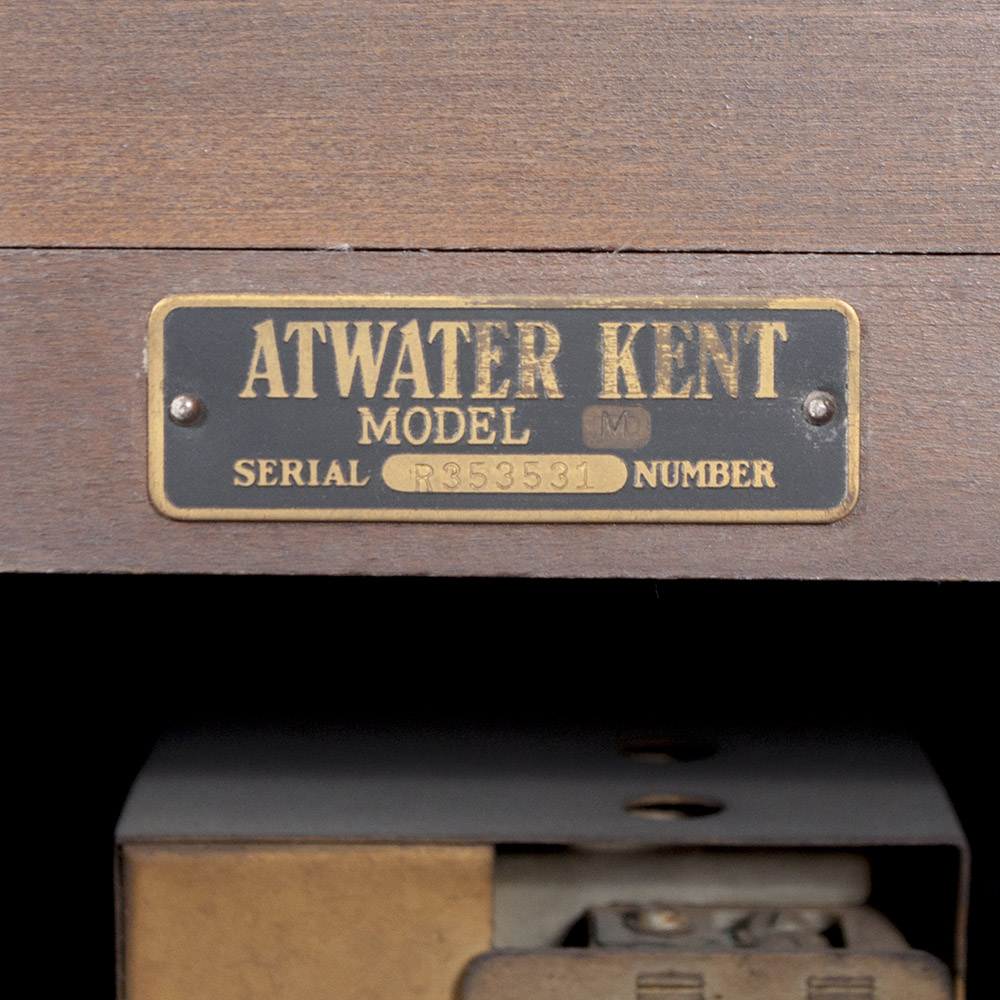 ATWATER KENT
MODEL M
SERIAL R353531 NUMBER